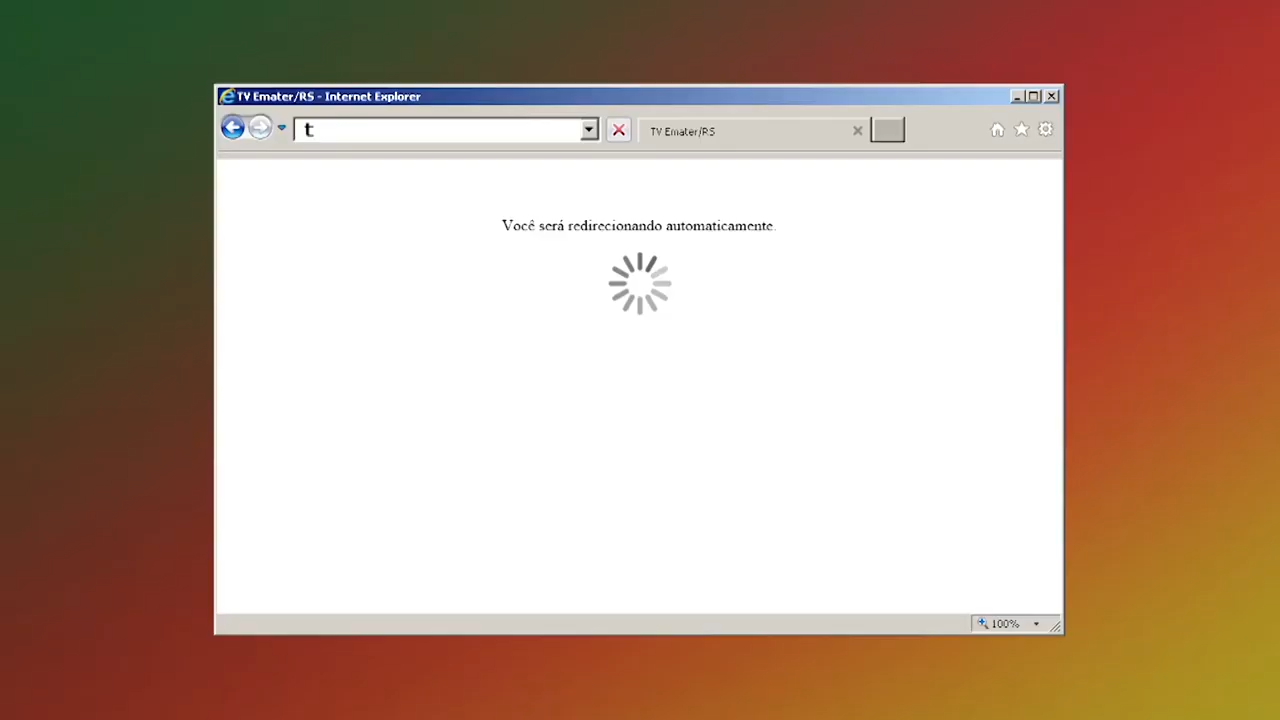 TV Emater/RS - Internet Explorer
t
TV Emater/RS
Você será redirecionando automaticamente.
100%